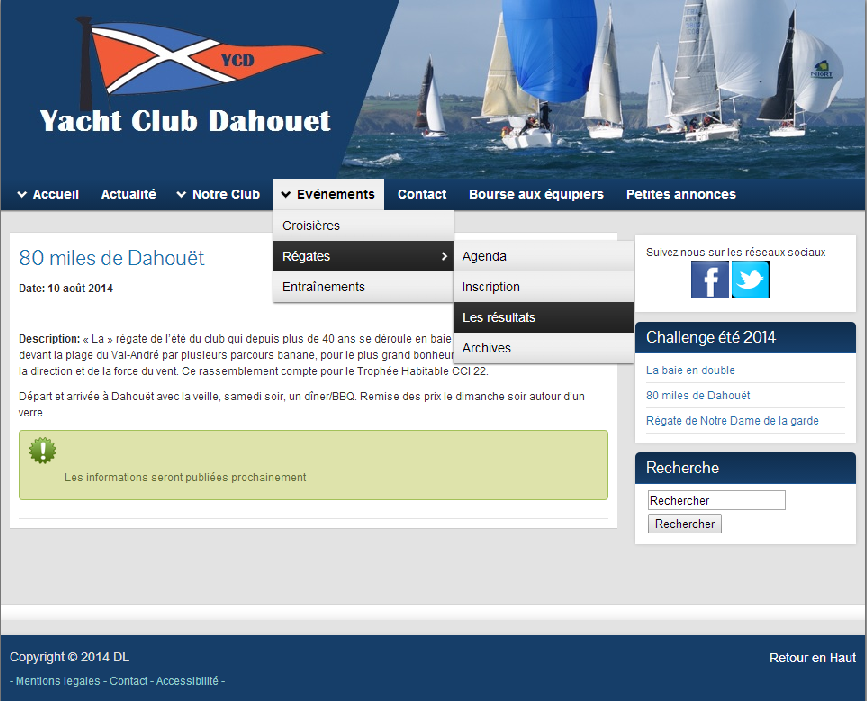 YCD
Yacht Club Dahouet
Accueil Actualité Notre Club Evénements Contact Bourse aux équipiers Petites annonces
Croisières
Régates
Entraînements
Agenda
Inscription
Les résultats
Archives
80 miles de Dahouët
Date: 10 août 2014
Description: « La » régate de l'été du club qui depuis plus de 40 ans se déroule en baie
devant la plage du Val-André par plusieurs parcours banane, pour le plus grand bonheur
la direction et de la force du vent. Ce rassemblement compte pour le Trophée Habitable CCI 22.
Départ et arrivée à Dahouët avec la veille, samedi soir, un dîner/BEQ. Remise des prix le dimanche soir autour d'un
verre
Les informations seront publiées prochainement
Suivez nous sur les réseaux sociaux
Challenge été 2014
La baie en double
80 miles de Dahouët
Régate de Notre Dame de la garde
Recherche
Rechercher
Rechercher
Copyright © 2014 DL
Retour en Haut
- Mentions légales - Contact - Accessibilité -